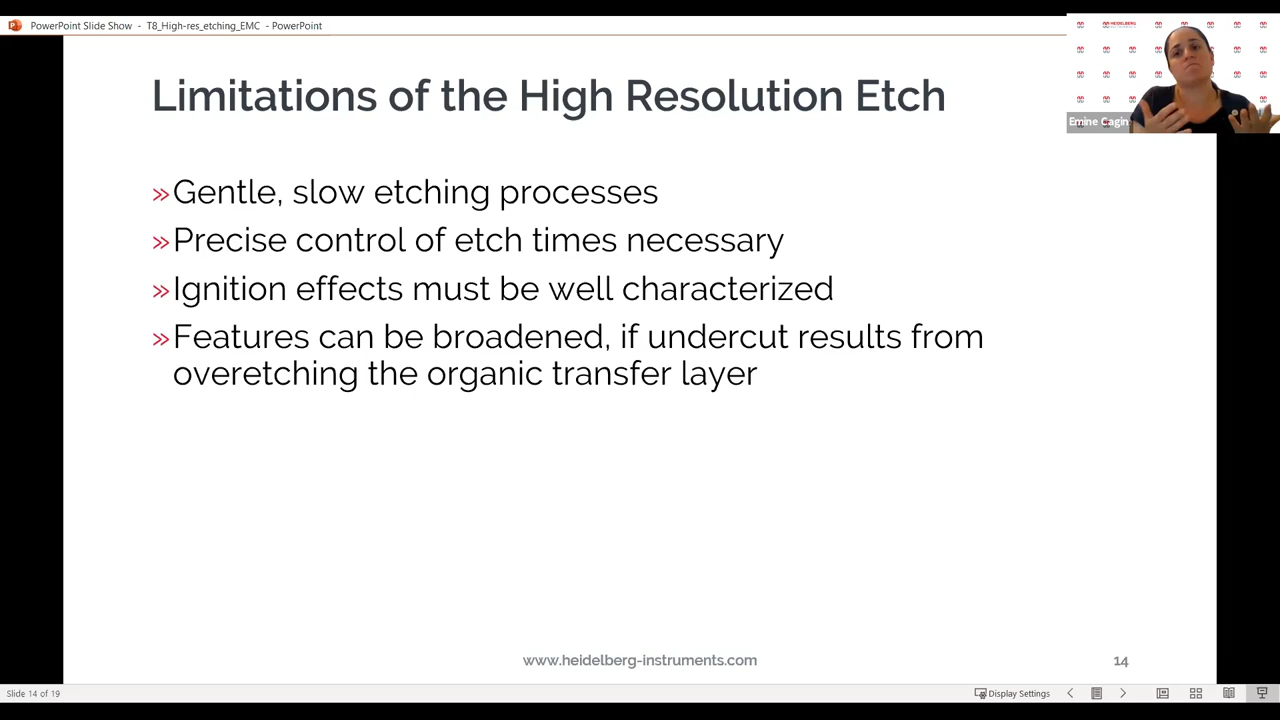 PowerPoint Slide Show - T8_High-res_etching_EMC - PowerPoint
HEIDELBERG
Limitations of the High Resolution Etch
Emine Cagin
»Gentle, slow etching processes
»Precise control of etch times necessary
»Ignition effects must be well characterized
»Features can be broadened, if undercut results from
overetching the organic transfer layer
www.heidelberg-instruments.com
14
Slide 14 of 19
Display Settings